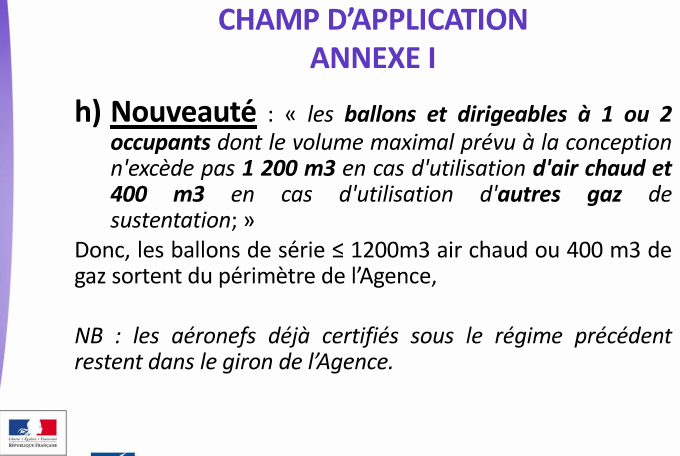 CHAMP D'APPLICATION
ANNEXE I
h) Nouveauté : « les ballons et dirigeables à 1 ou 2
occupants dont le volume maximal prévu à la conception
n'excède pas 1 200 m3 en cas d'utilisation d'air chaud et
400 m3 en cas d'utilisation d'autres gaz de
sustentation; »
Donc, les ballons de série ≤ 1200m3 air chaud ou 400 m3 de
gaz sortent du périmètre de l'Agence,
NB : les aéronefs déjà certifiés sous le régime précédent
restent dans le giron de l'Agence.
Liberté • Égalité • Fraternité
RÉPUBLIQUE FRANÇAISE